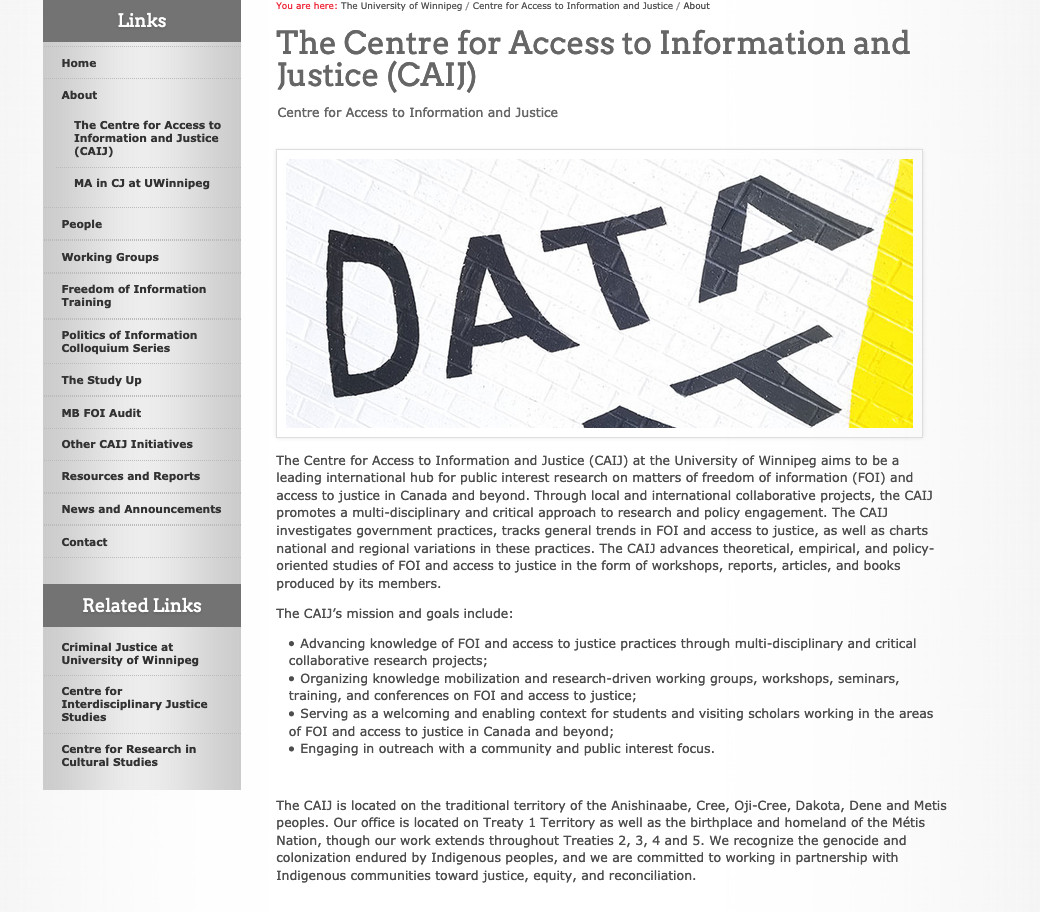 Links
Home
About
The Centre for Access to
Information and Justice
(CAIJ)
MA in CJ at UWinnipeg
People
Working Groups
Freedom of Information
Training
Politics of Information
Colloquium Series
The Study Up
MB FOI Audit
Other CAIJ Initiatives
Resources and Reports
News and Announcements
Contact
Related Links
Criminal Justice at
University of Winnipeg
Centre for
Interdisciplinary Justice
Studies
Centre for Research in
Cultural Studies
You are here: The University of Winnipeg / Centre for Access to Information and Justice / About
The Centre for Access to Information and
Justice (CAIJ)
Centre for Access to Information and Justice
DATA
The Centre for Access to Information and Justice (CAIJ) at the University of Winnipeg aims to be a
leading international hub for public interest research on matters of freedom of information (FOI) and
access to justice in Canada and beyond. Through local and international collaborative projects, the CAIJ
promotes a multi-disciplinary and critical approach to research and policy engagement. The CAIJ
investigates government practices, tracks general trends in FOI and access to justice, as well as charts
national and regional variations in these practices. The CAIJ advances theoretical, empirical, and policy-
oriented studies of FOI and access to justice in the form of workshops, reports, articles, and books
produced by its members.
The CAIJ’s mission and goals include:
• Advancing knowledge of FOI and access to justice practices through multi-disciplinary and critical
collaborative research projects;
• Organizing knowledge mobilization and research-driven working groups, workshops, seminars,
training, and conferences on FOI and access to justice;
• Serving as a welcoming and enabling context for students and visiting scholars working in the areas
of FOI and access to justice in Canada and beyond;
• Engaging in outreach with a community and public interest focus.
The CAIJ is located on the traditional territory of the Anishinaabe, Cree, Oji-Cree, Dakota, Dene and Metis
peoples. Our office is located on Treaty 1 Territory as well as the birthplace and homeland of the Métis
Nation, though our work extends throughout Treaties 2, 3, 4 and 5. We recognize the genocide and
colonization endured by Indigenous peoples, and we are committed to working in partnership with
Indigenous communities toward justice, equity, and reconciliation.